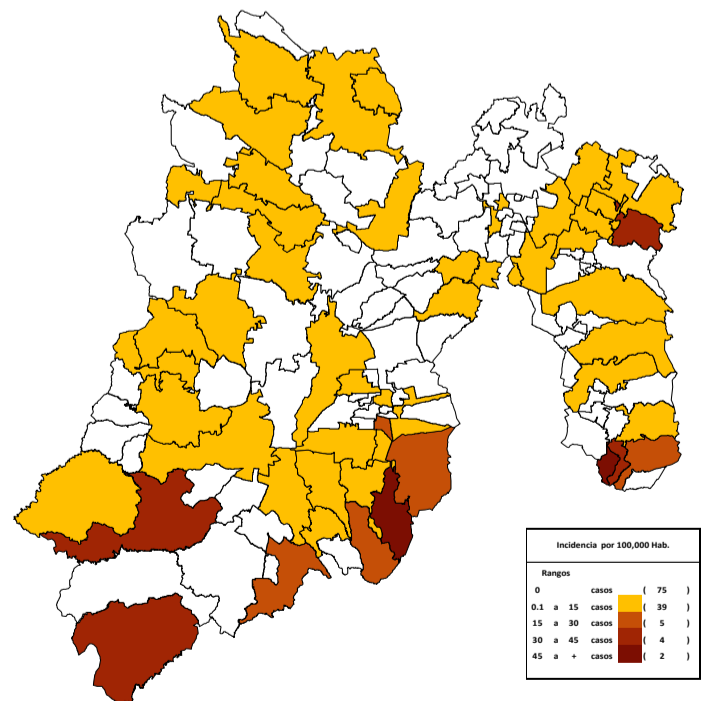 Incidencia por 100,000 Hab.
Rangos
0 casos ( 75 )
0.1 a 15 casos ( 39 )
15 a 30 casos ( 5 )
30 a 45 casos ( 4 )
45 a + casos ( 2 )